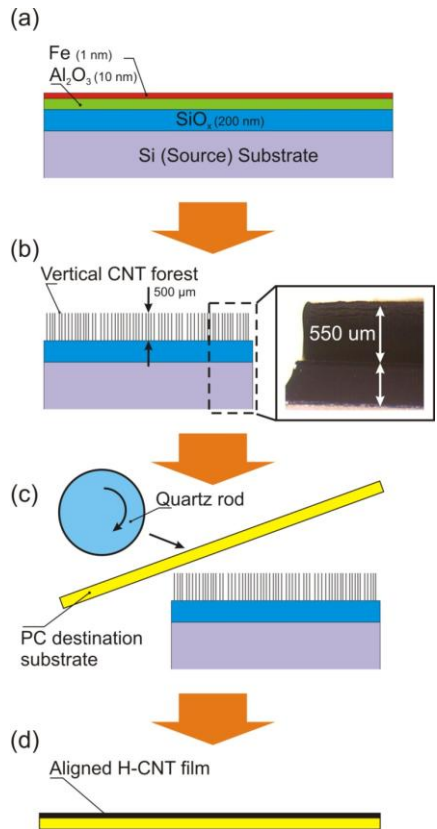 (a)
Fe (1 nm)
Al₂O₃ (10 nm)
SiOₓ (200 nm)
Si (Source) Substrate
(b)
Vertical CNT forest
500 µm
550 um
(c)
Quartz rod
PC destination
substrate
(d)
Aligned H-CNT film